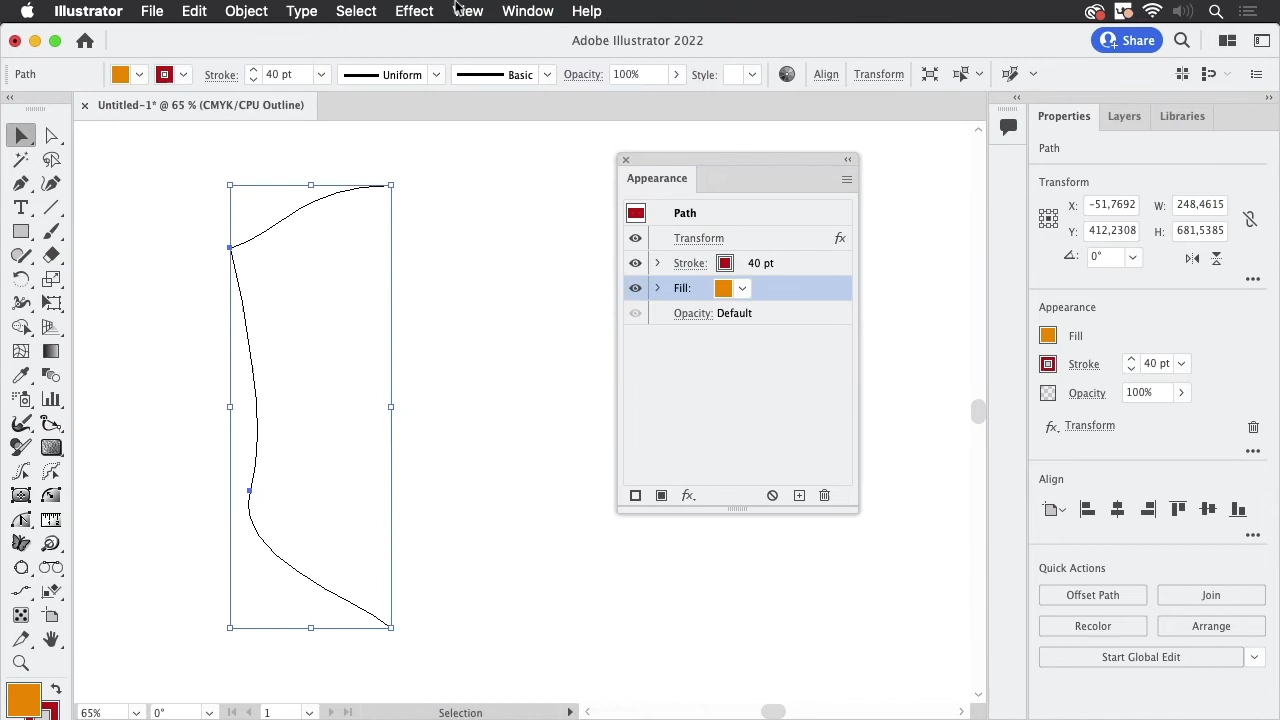 Illustrator File Edit Object Type Select Effect View Window Help
Adobe Illustrator 2022
Share
Path Stroke: 40 pt Uniform Basic Opacity: 100% Style: Align Transform
Untitled-1* @ 65 % (CMYK/CPU Outline)
Properties Layers Libraries
Path
Transform
X: -51,7692 W: 248,4615
Y: 412,2308 H: 681,5385
0°
Appearance
Fill
Stroke 40 pt
Opacity 100%
fx. Transform
Align
Quick Actions
Offset Path Join
Recolor Arrange
Start Global Edit
Appearance
Path
Transform fx
Stroke: 40 pt
Fill:
Opacity: Default
fx.
65% 0° 1 Selection